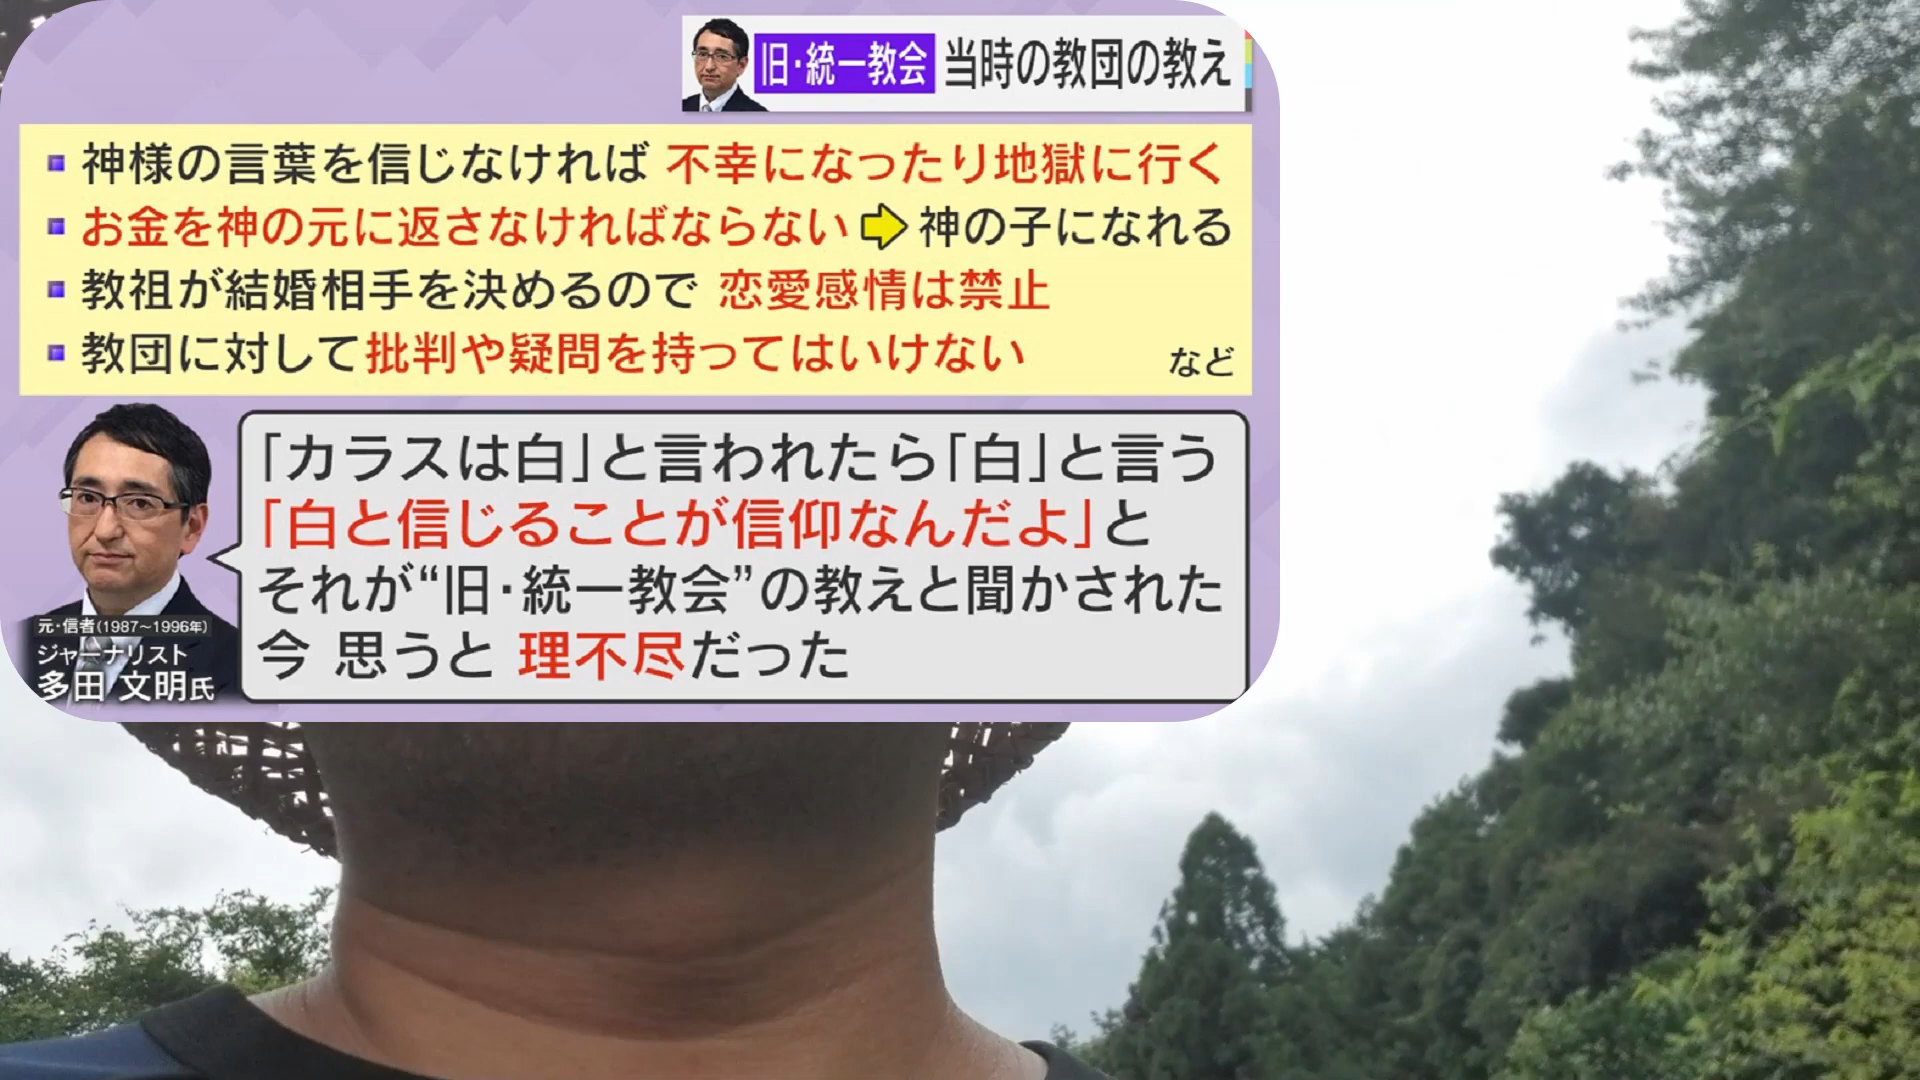 旧・統一教会 当時の教団の教え
神様の言葉を信じなければ 不幸になったり地獄に行く
お金を神の元に返さなければならない➡神の子になれる
教祖が結婚相手を決めるので 恋愛感情は禁止
教団に対して批判や疑問を持ってはいけない など
「カラスは白」と言われたら「白」と言う
「白と信じることが信仰なんだよ」と
それが“旧・統一教会”の教えと聞かされた
今 思うと 理不尽だった
元・信者(1987～1996年)
ジャーナリスト
多田 文明氏